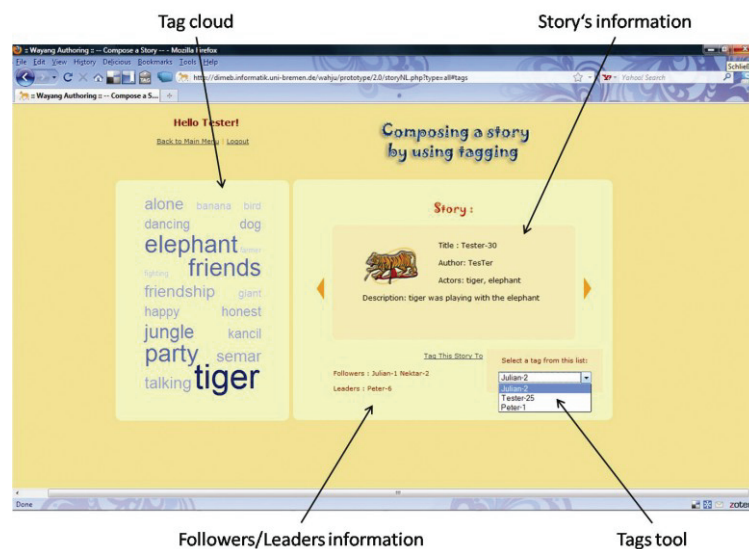 Tag cloud
Story's information
:: Wayang Authoring :: -- Compose a Story -- - Mozilla Firefox
File Edit View History Delicious Bookmarks Tools Help
http://dimeb.informatik.uni-bremen.de/wahju/prototype/2.0/storyNL.php?type=all#tags
Yahoo! Search
Schließ
:: Wayang Authoring :: -- Compose a S...
Hello Tester!
Back to Main Menu | Logout
Composing a story
by using tagging
alone banana bird
dancing dog
elephant farmer
fighting friends
friendship giant
happy honest
jungle kancil
party semar
talking tiger
Story :
Title : Tester-30
Author: TesTer
Actors: tiger, elephant
Description: tiger was playing with the elephant
Tag This Story To
Select a tag from this list:
Julian-2
Julian-2
Tester-25
Peter-1
Followers : Julian-1 Nektar-2
Leaders : Peter-6
Done
zoter
Followers/Leaders information
Tags tool